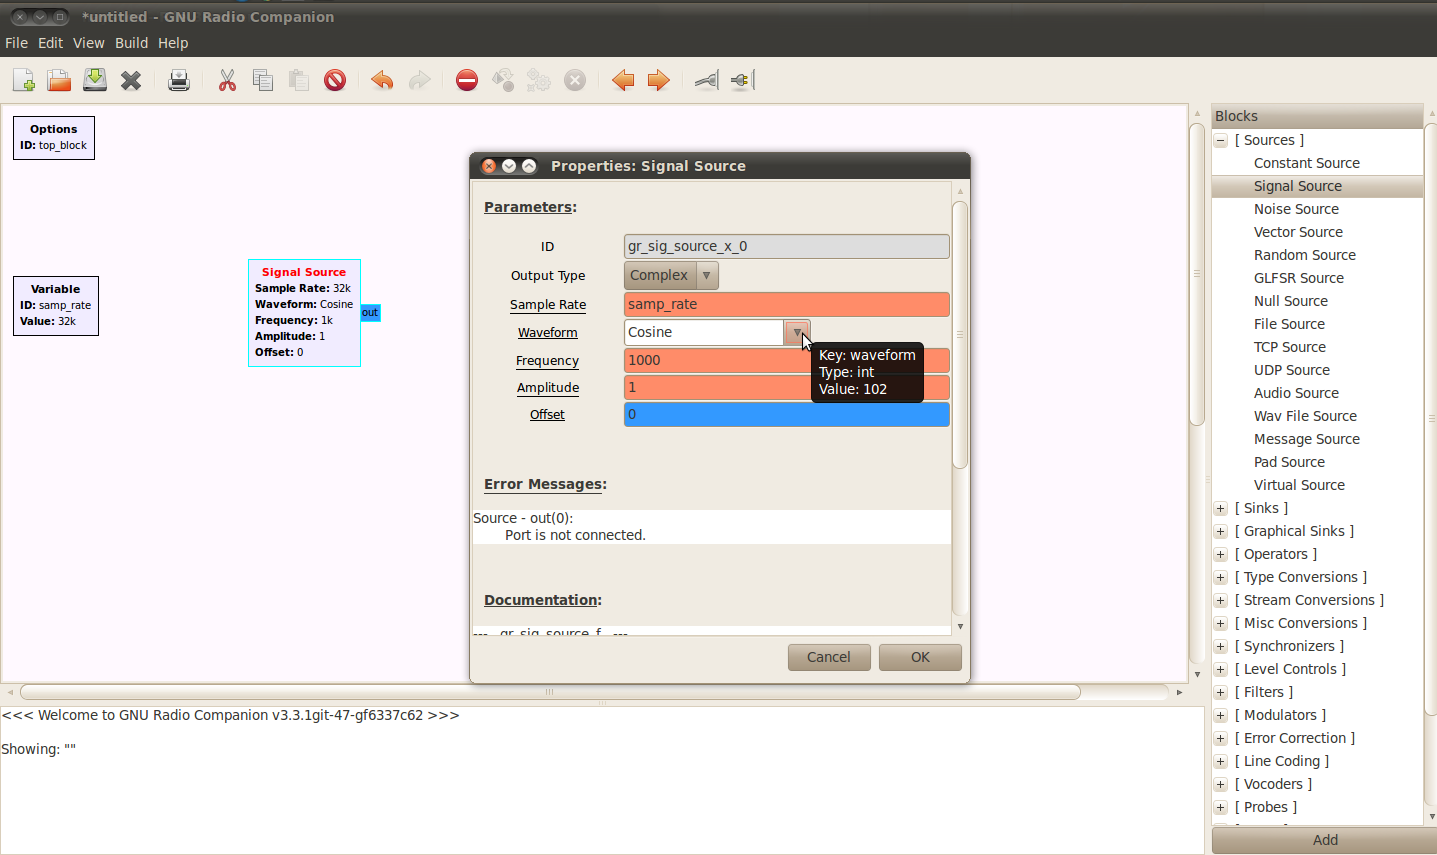 *untitled - GNU Radio Companion
File Edit View Build Help
Options
ID: top_block
Variable
ID: samp_rate
Value: 32k
Signal Source
Sample Rate: 32k
Waveform: Cosine
Frequency: 1k
Amplitude: 1
Offset: 0
out
Properties: Signal Source
Parameters:
ID gr_sig_source_x_0
Output Type Complex
Sample Rate samp_rate
Waveform Cosine
Frequency 1000
Amplitude 1
Offset 0
Key: waveform
Type: int
Value: 102
Error Messages:
Source - out(0):
Port is not connected.
Documentation:
--- gr_sig_source_f ---
Cancel OK
Blocks
[ Sources ]
Constant Source
Signal Source
Noise Source
Vector Source
Random Source
GLFSR Source
Null Source
File Source
TCP Source
UDP Source
Audio Source
Wav File Source
Message Source
Pad Source
Virtual Source
[ Sinks ]
[ Graphical Sinks ]
[ Operators ]
[ Type Conversions ]
[ Stream Conversions ]
[ Misc Conversions ]
[ Synchronizers ]
[ Level Controls ]
[ Filters ]
[ Modulators ]
[ Error Correction ]
[ Line Coding ]
[ Vocoders ]
[ Probes ]
Add
<<< Welcome to GNU Radio Companion v3.3.1git-47-gf6337c62 >>>
Showing: ""